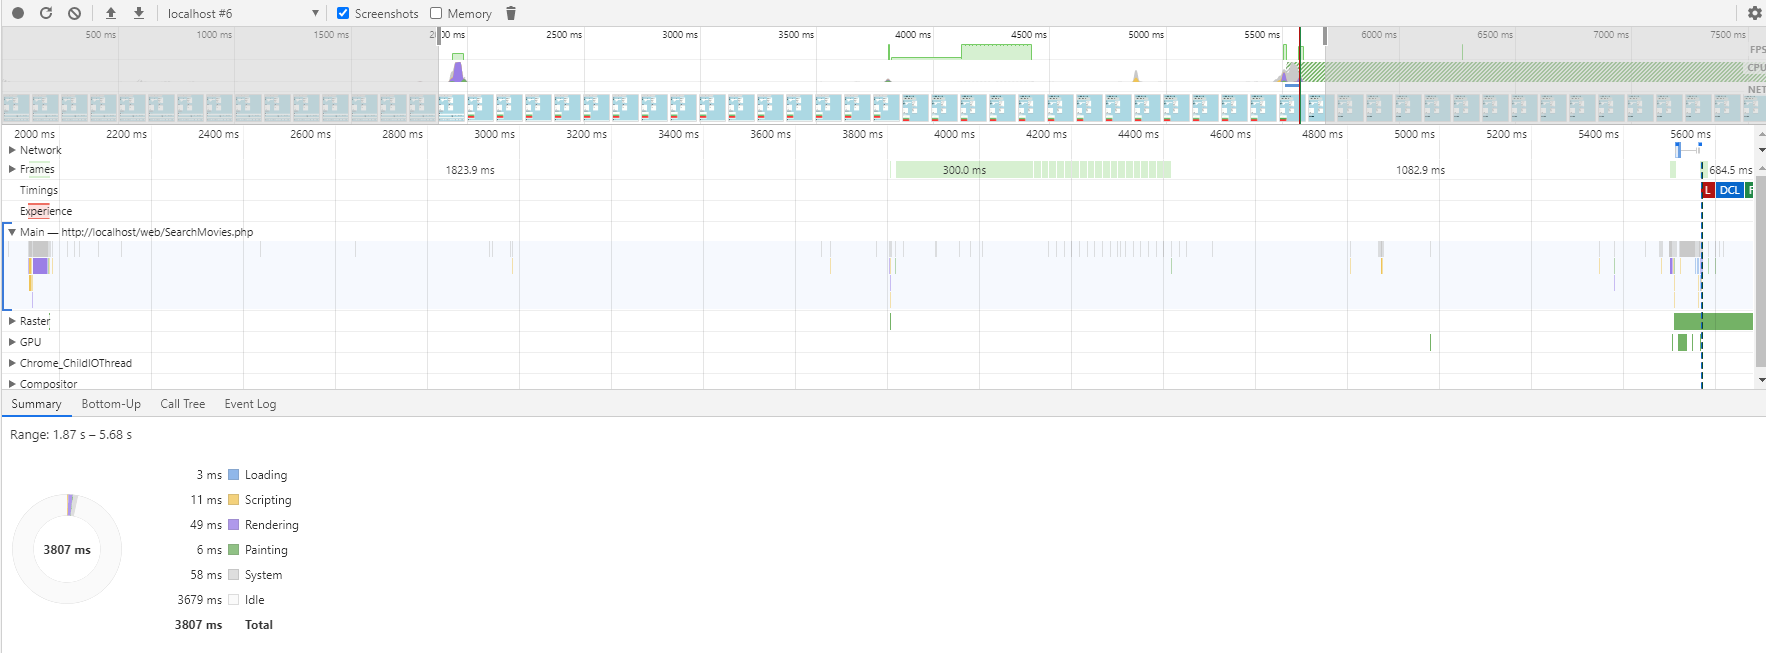 localhost #6 Screenshots Memory
500 ms 1000 ms 1500 ms 00 ms 2500 ms 3000 ms 3500 ms 4000 ms 4500 ms 5000 ms 5500 ms 6000 ms 6500 ms 7000 ms 7500 ms
FPS
CPU
NET
2000 ms 2200 ms 2400 ms 2600 ms 2800 ms 3000 ms 3200 ms 3400 ms 3600 ms 3800 ms 4000 ms 4200 ms 4400 ms 4600 ms 4800 ms 5000 ms 5200 ms 5400 ms 5600 ms
Network
Frames 1823.9 ms 300.0 ms 1082.9 ms 684.5 ms
Timings L DCL F
Experience
Main — http://localhost/web/SearchMovies.php
Raster
GPU
Chrome_ChildIOThread
Compositor
Summary Bottom-Up Call Tree Event Log
Range: 1.87 s – 5.68 s
3 ms Loading
11 ms Scripting
49 ms Rendering
3807 ms 6 ms Painting
58 ms System
3679 ms Idle
3807 ms Total